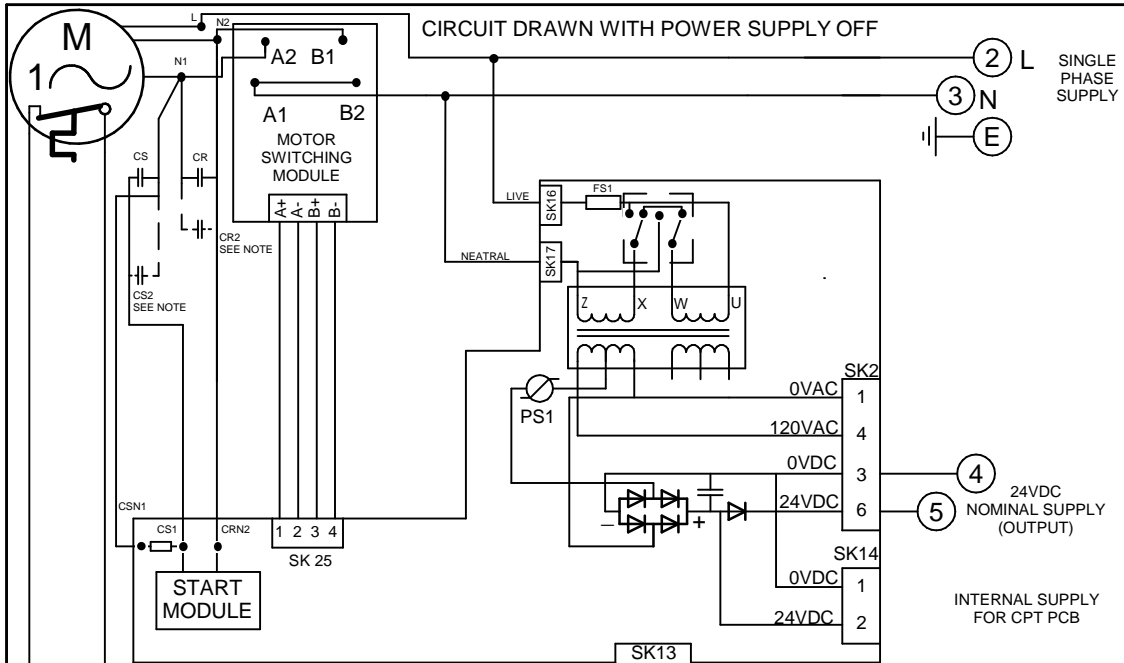 CIRCUIT DRAWN WITH POWER SUPPLY OFF
L
N2
M
1
N1
A2
B1
A1
B2
MOTOR
SWITCHING
MODULE
A+
A-
B+
B-
2
L
SINGLE
PHASE
SUPPLY
3
N
E
CS
CR
CR2
SEE NOTE
CS2
SEE NOTE
LIVE
SK16
FS1
NEATRAL
SK17
Z
X
W
U
PS1
SK2
0VAC
1
120VAC
4
0VDC
3
24VDC
6
4
5
24VDC
NOMINAL SUPPLY
(OUTPUT)
–
+
SK14
0VDC
1
24VDC
2
INTERNAL SUPPLY
FOR CPT PCB
CSN1
CS1
CRN2
1
2
3
4
SK 25
START
MODULE
SK13